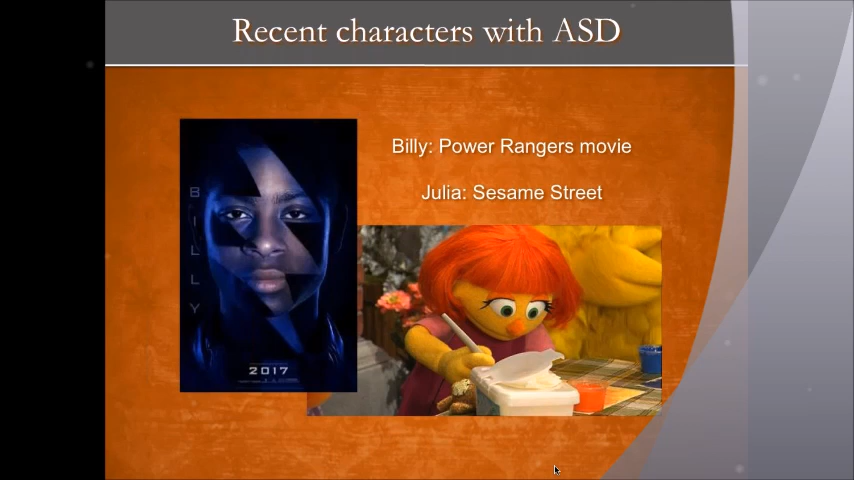 Recent characters with ASD
Billy: Power Rangers movie
Julia: Sesame Street
BILLY
2017